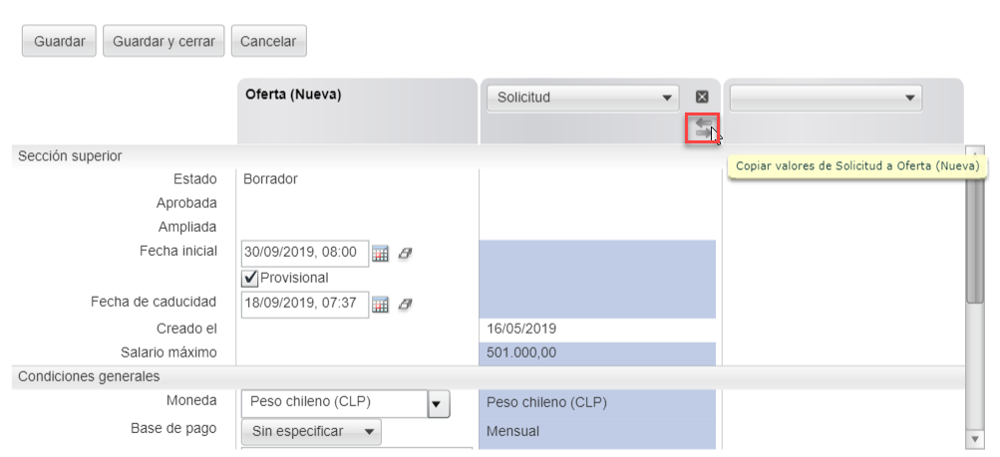 Guardar Guardar y cerrar Cancelar
Oferta (Nueva) Solicitud
Copiar valores de Solicitud a Oferta (Nueva)
Sección superior
Estado Borrador
Aprobada
Ampliada
Fecha inicial 30/09/2019, 08:00
Provisional
Fecha de caducidad 18/09/2019, 07:37
Creado el 16/05/2019
Salario máximo 501.000,00
Condiciones generales
Moneda Peso chileno (CLP) Peso chileno (CLP)
Base de pago Sin especificar Mensual